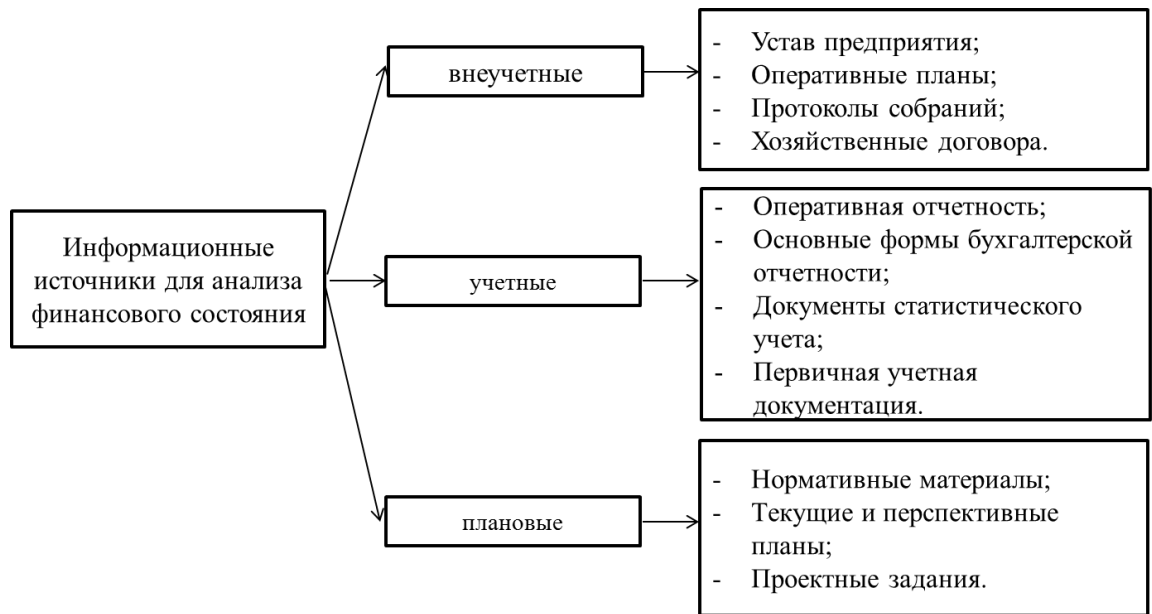 Информационные
источники для анализа
финансового состояния
внеучетные
- Устав предприятия;
- Оперативные планы;
- Протоколы собраний;
- Хозяйственные договора.
учетные
- Оперативная отчетность;
- Основные формы бухгалтерской
отчетности;
- Документы статистического
учета;
- Первичная учетная
документация.
плановые
- Нормативные материалы;
- Текущие и перспективные
планы;
- Проектные задания.